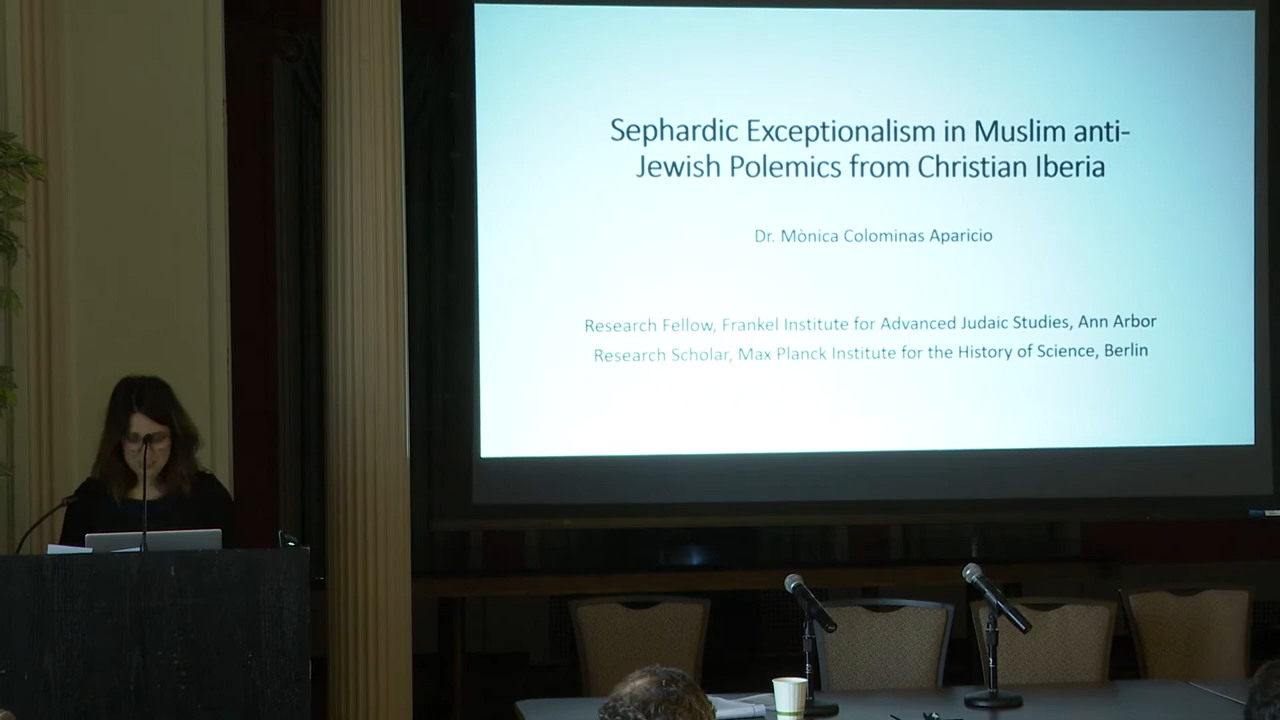 Sephardic Exceptionalism in Muslim anti-
Jewish Polemics from Christian Iberia
Dr. Mònica Colominas Aparicio
Research Fellow, Frankel Institute for Advanced Judaic Studies, Ann Arbor
Research Scholar, Max Planck Institute for the History of Science, Berlin